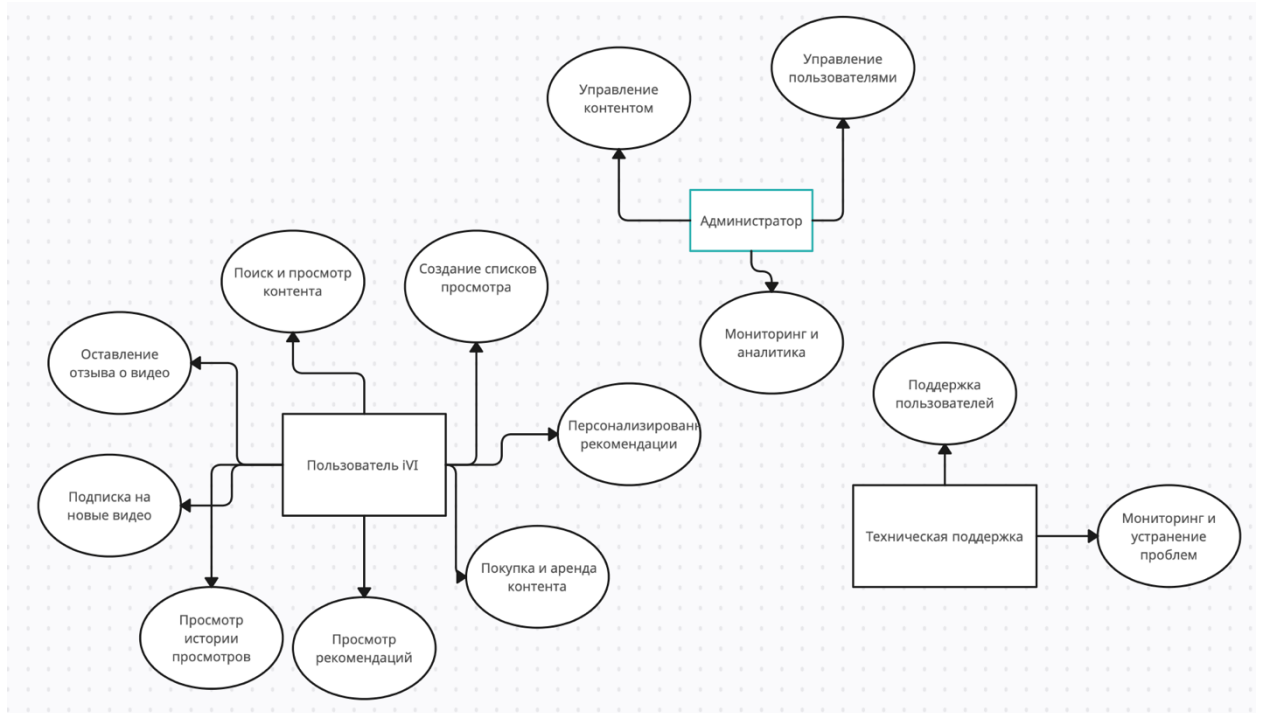 Управление
пользователями
Управление
контентом
Администратор
Поиск и просмотр
контента
Создание списков
просмотра
Мониторинг и
аналитика
Оставление
отзыва о видео
Поддержка
пользователей
Персонализированн
рекомендации
Пользователь iVI
Подписка на
новые видео
Техническая поддержка
Мониторинг и
устранение
проблем
Покупка и аренда
контента
Просмотр
истории
просмотров
Просмотр
рекомендаций